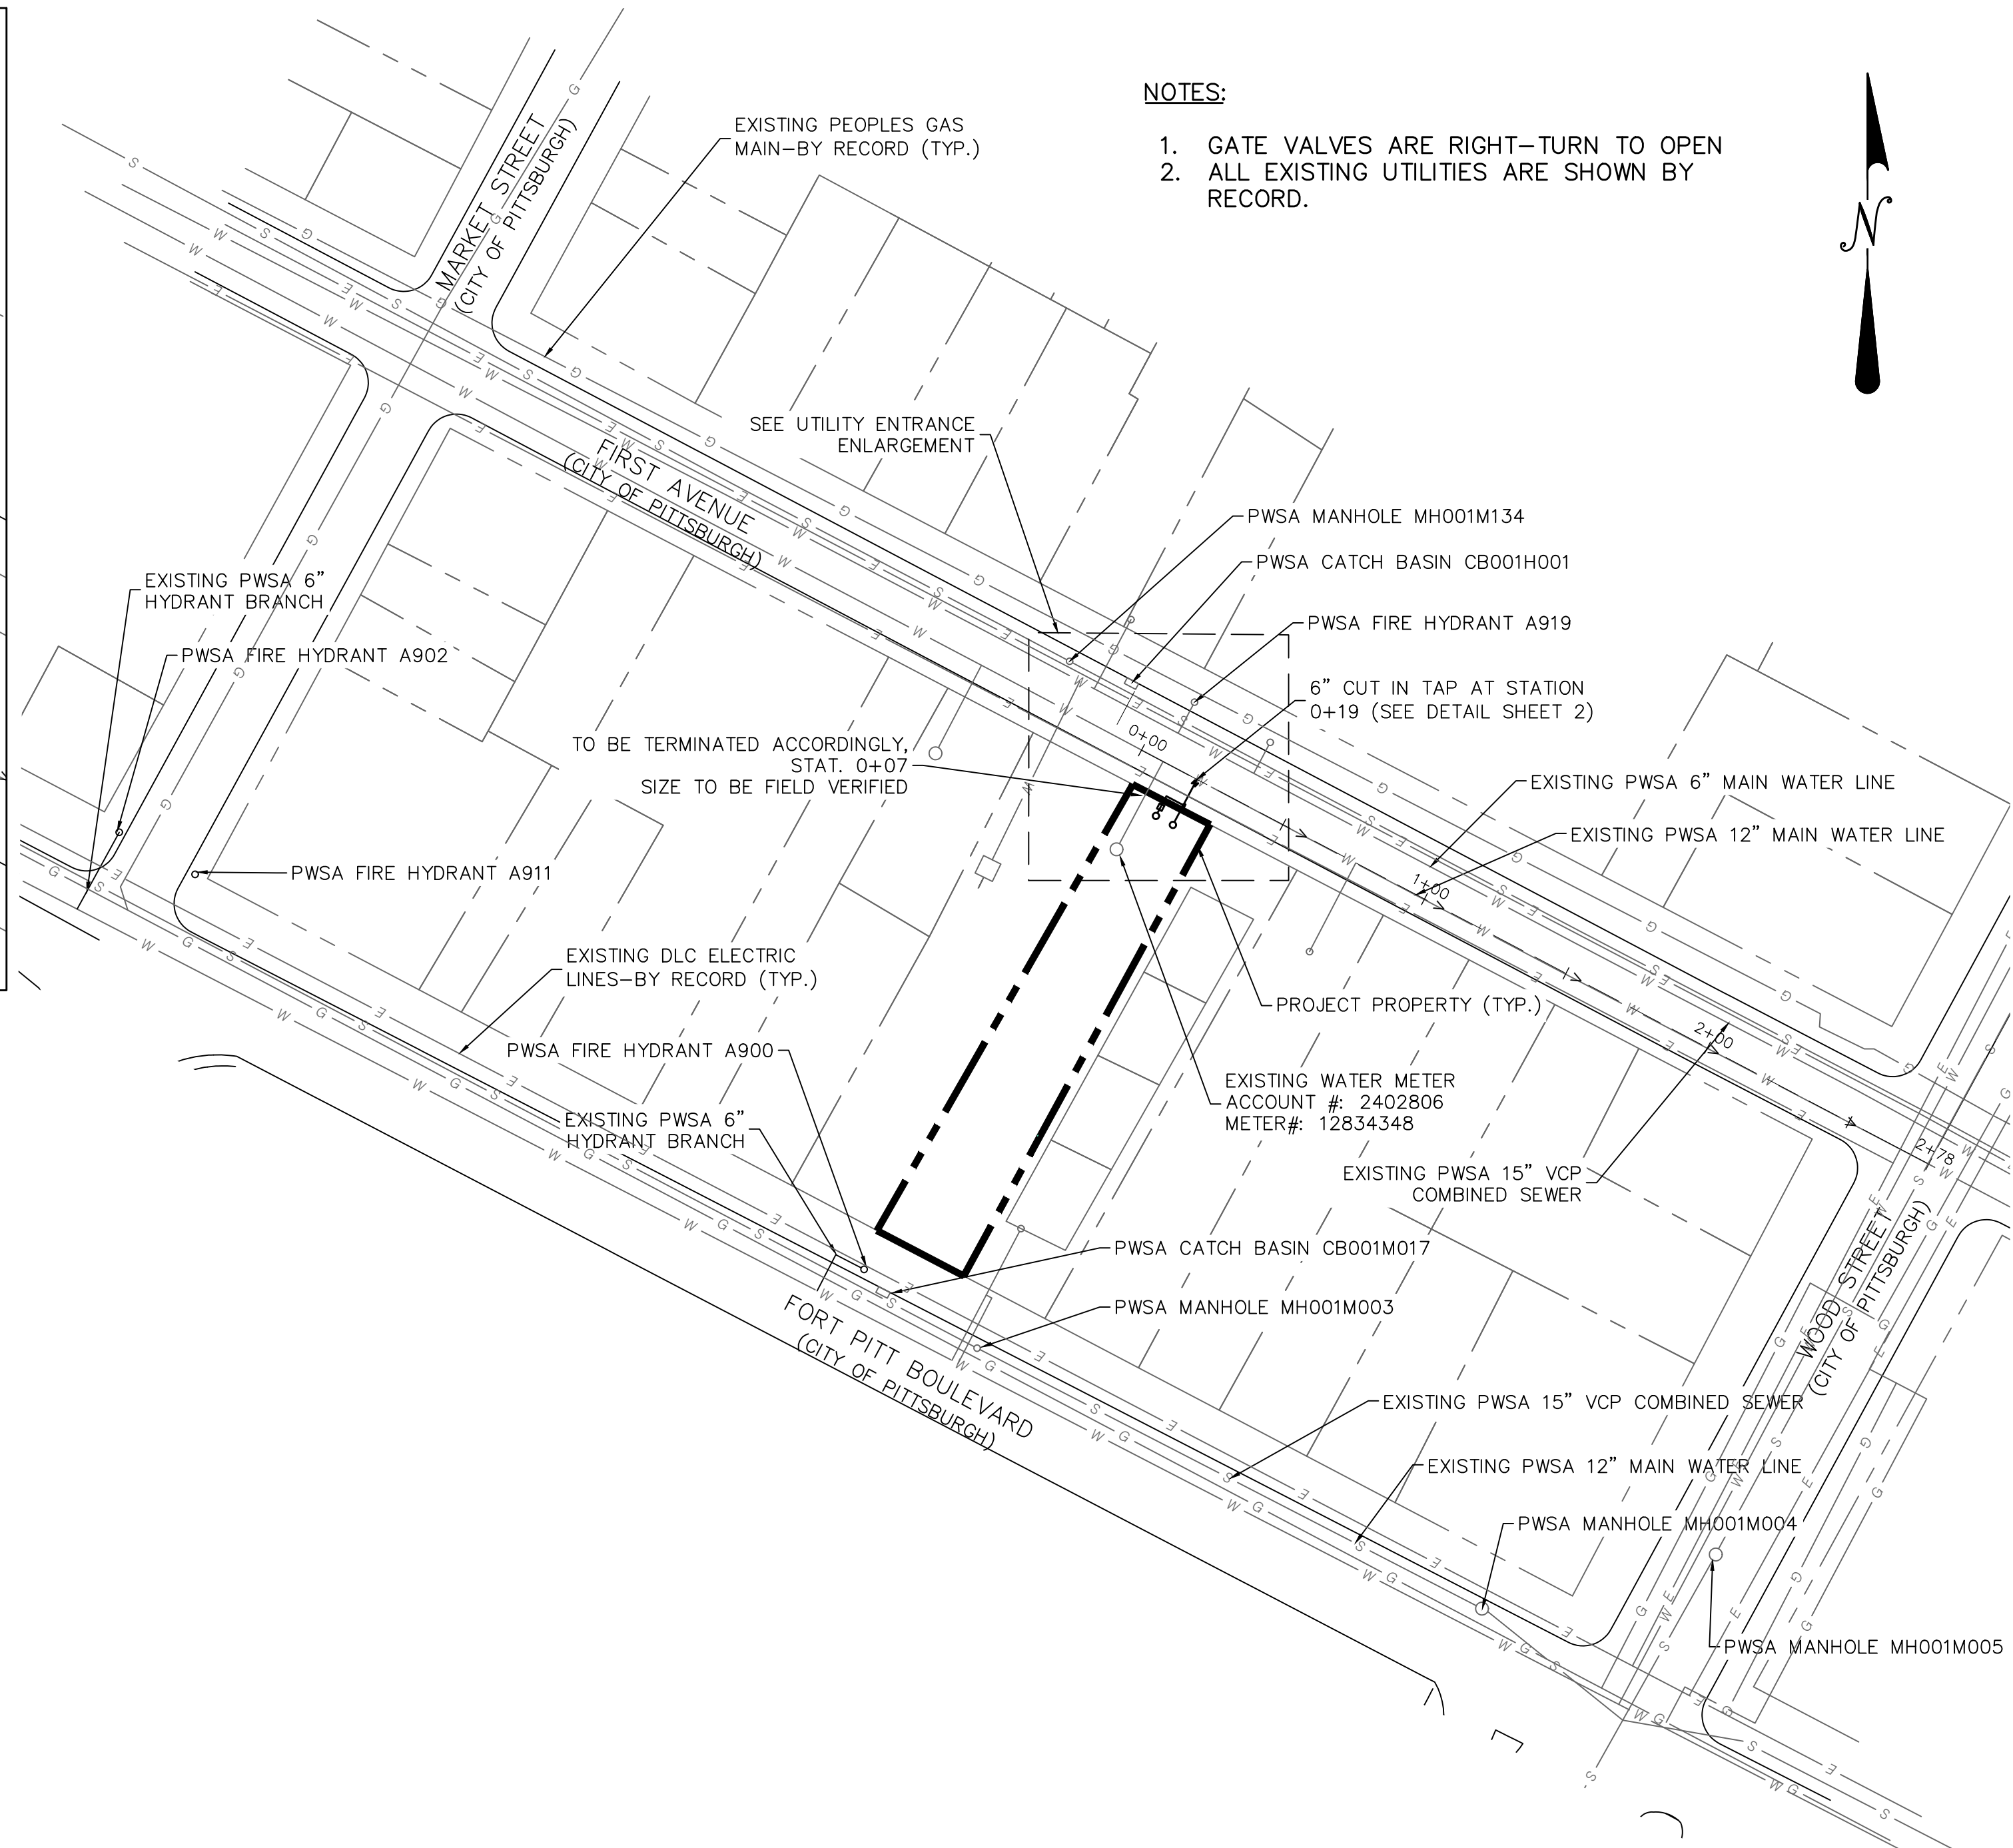 NOTES:
1. GATE VALVES ARE RIGHT-TURN TO OPEN
2. ALL EXISTING UTILITIES ARE SHOWN BY
RECORD.
N
MARKET STREET
(CITY OF PITTSBURGH)
EXISTING PEOPLES GAS
MAIN-BY RECORD (TYP.)
SEE UTILITY ENTRANCE
ENLARGEMENT
FIRST AVENUE
(CITY OF PITTSBURGH)
PWSA MANHOLE MH001M134
PWSA CATCH BASIN CB001H001
PWSA FIRE HYDRANT A919
6" CUT IN TAP AT STATION
0+19 (SEE DETAIL SHEET 2)
EXISTING PWSA 6"
HYDRANT BRANCH
PWSA FIRE HYDRANT A902
TO BE TERMINATED ACCORDINGLY,
STAT. 0+07
SIZE TO BE FIELD VERIFIED
0+00
EXISTING PWSA 6" MAIN WATER LINE
EXISTING PWSA 12" MAIN WATER LINE
1+00
PWSA FIRE HYDRANT A911
EXISTING DLC ELECTRIC
LINES-BY RECORD (TYP.)
PROJECT PROPERTY (TYP.)
2+00
PWSA FIRE HYDRANT A900
EXISTING WATER METER
ACCOUNT #: 2402806
METER#: 12834348
EXISTING PWSA 6"
HYDRANT BRANCH
2+78
EXISTING PWSA 15" VCP
COMBINED SEWER
WOOD STREET
(CITY OF PITTSBURGH)
PWSA CATCH BASIN CB001M017
PWSA MANHOLE MH001M003
FORT PITT BOULEVARD
(CITY OF PITTSBURGH)
EXISTING PWSA 15" VCP COMBINED SEWER
EXISTING PWSA 12" MAIN WATER LINE
PWSA MANHOLE MH001M004
PWSA MANHOLE MH001M005